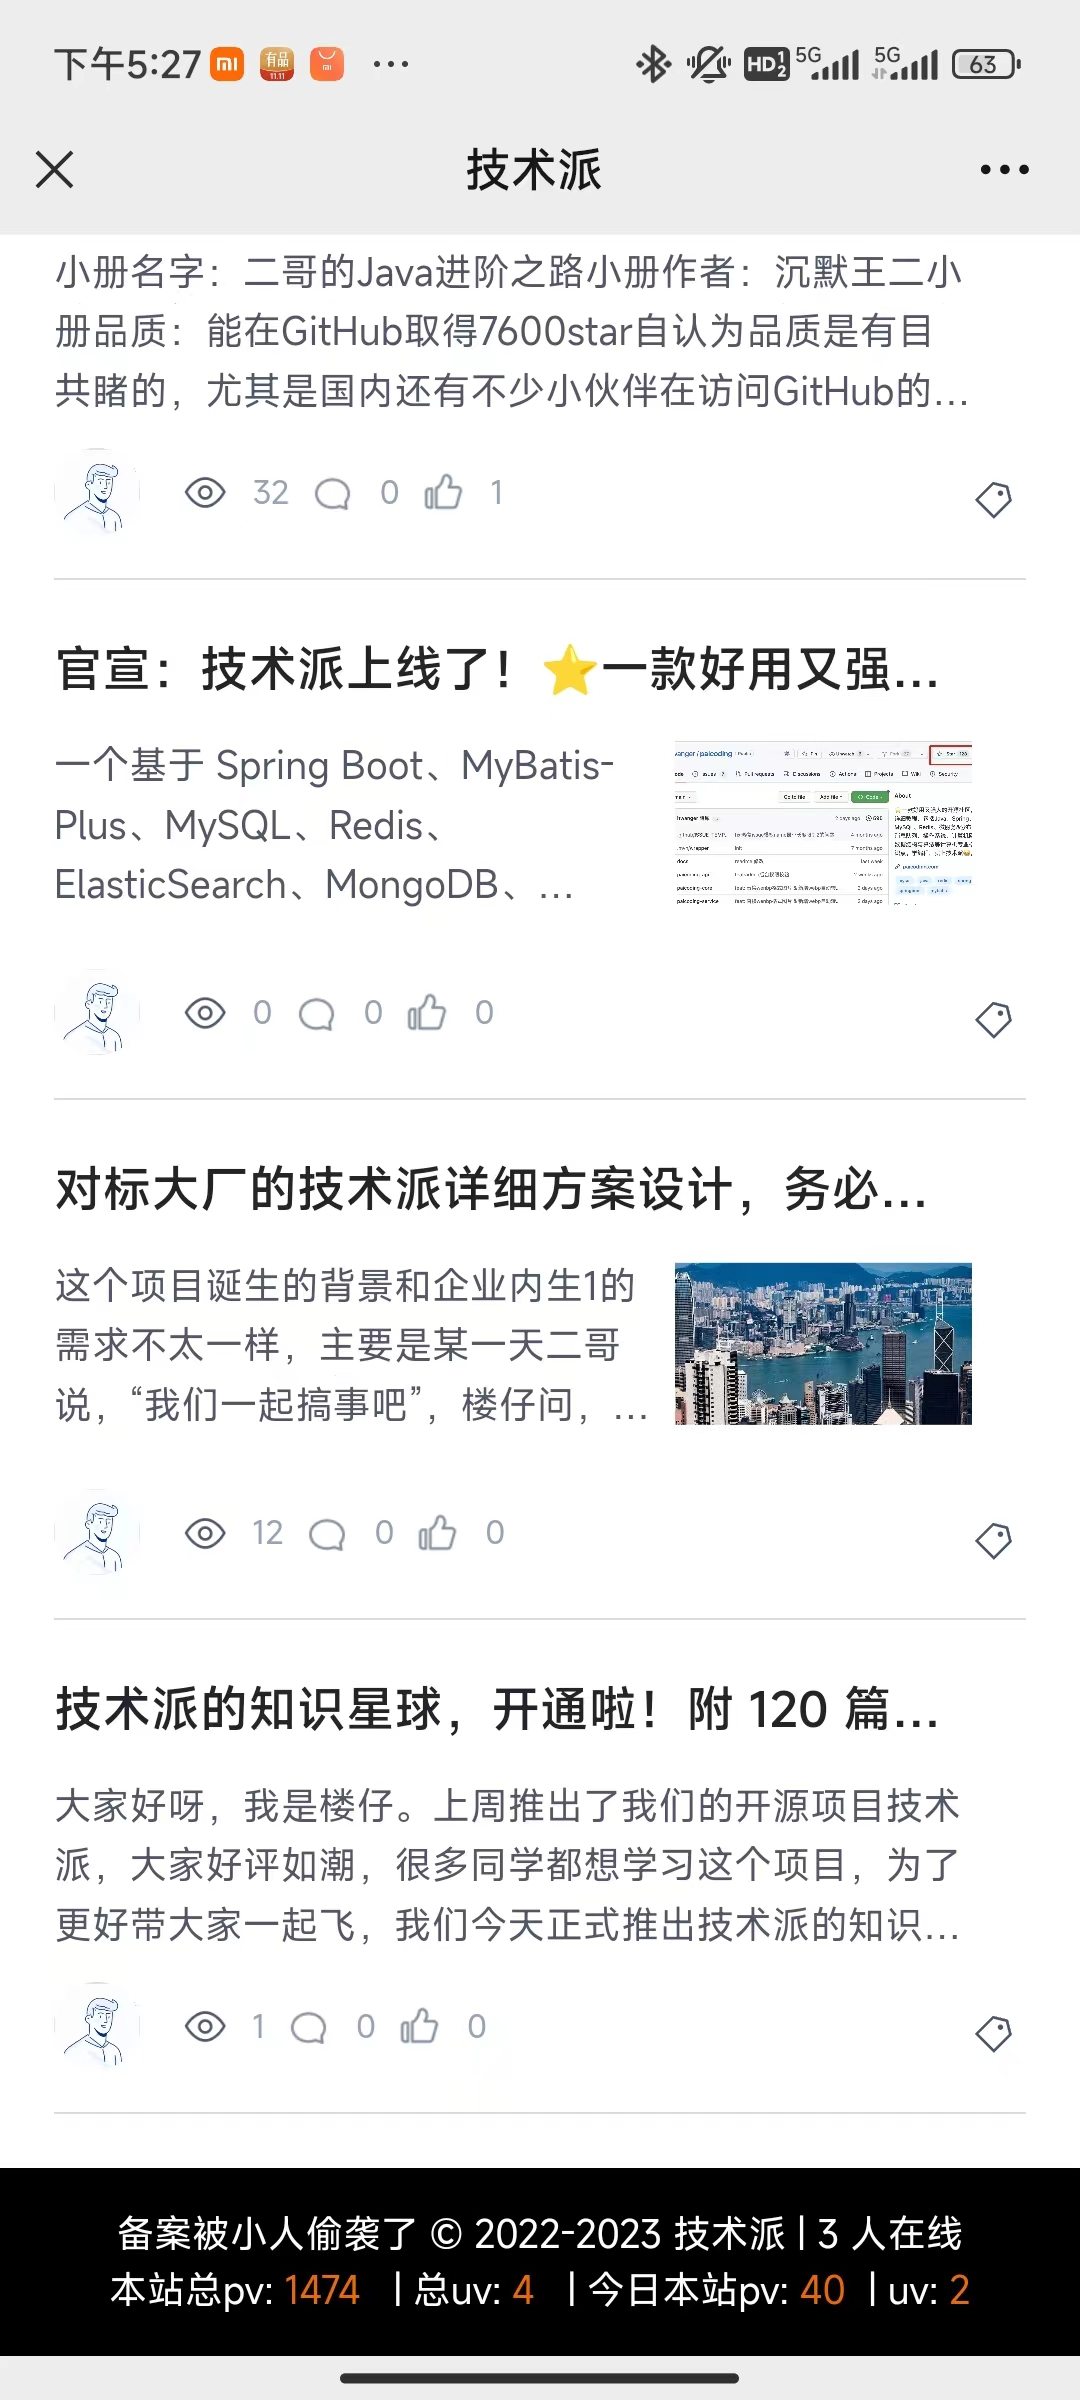 下午5:27
有品
11.11
HD 1 2
5G
5G
63
技术派
小册名字：二哥的Java进阶之路小册作者：沉默王二小
册品质：能在GitHub取得7600star自认为品质是有目
共睹的，尤其是国内还有不少小伙伴在访问GitHub的...
32 0 1
官宣：技术派上线了！⭐一款好用又强...
一个基于 Spring Boot、MyBatis-
Plus、MySQL、Redis、
ElasticSearch、MongoDB、...
0 0 0
对标大厂的技术派详细方案设计，务必...
这个项目诞生的背景和企业内生1的
需求不太一样，主要是某一天二哥
说，“我们一起搞事吧”，楼仔问，...
12 0 0
技术派的知识星球，开通啦！附 120 篇...
大家好呀，我是楼仔。上周推出了我们的开源项目技术
派，大家好评如潮，很多同学都想学习这个项目，为了
更好带大家一起飞，我们今天正式推出技术派的知识...
1 0 0
备案被小人偷袭了 © 2022-2023 技术派 | 3 人在线
本站总pv: 1474 | 总uv: 4 | 今日本站pv: 40 | uv: 2